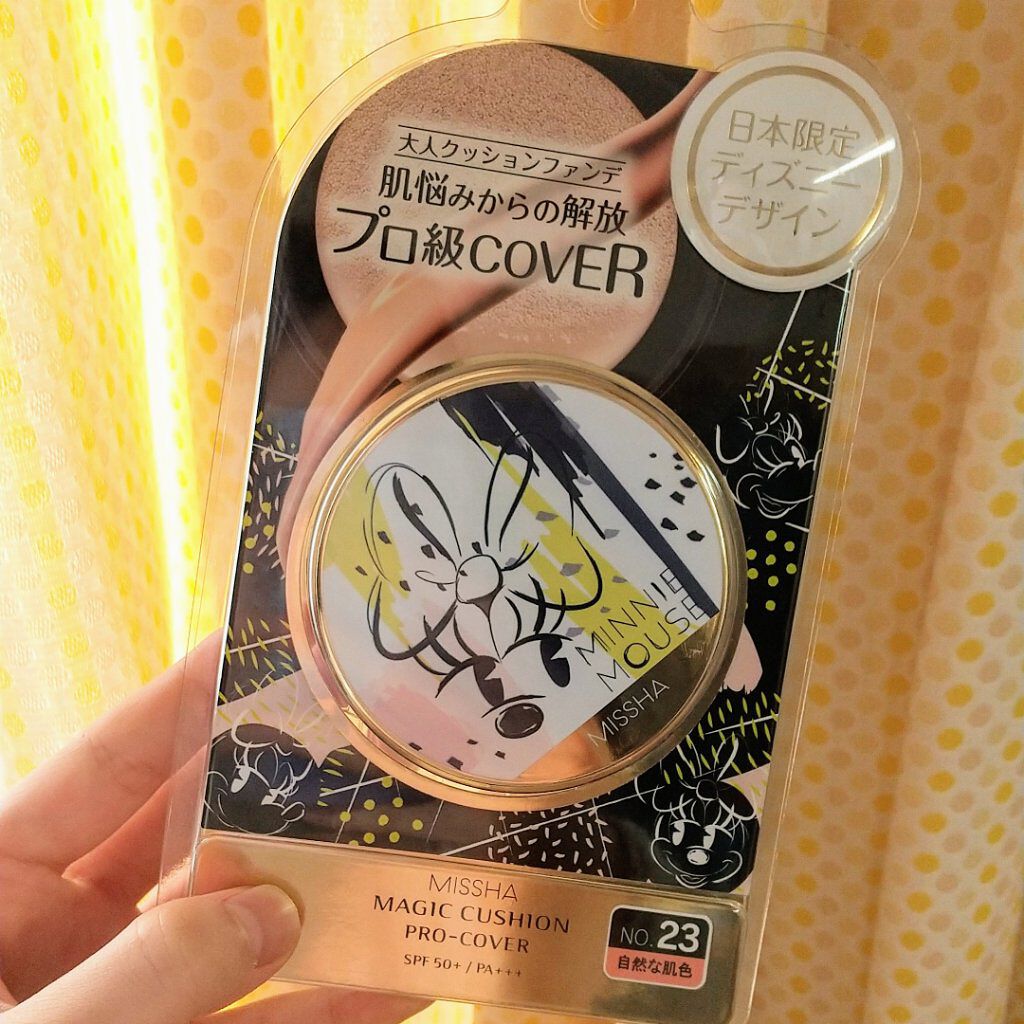 大人クッションファンデ
肌悩みからの解放
プロ級COVER
日本限定
ディズニー
デザイン
MINNIE
MOUSE
MISSHA
MISSHA
MAGIC CUSHION
PRO-COVER
SPF 50+ / PA+++
NO. 23
自然な肌色